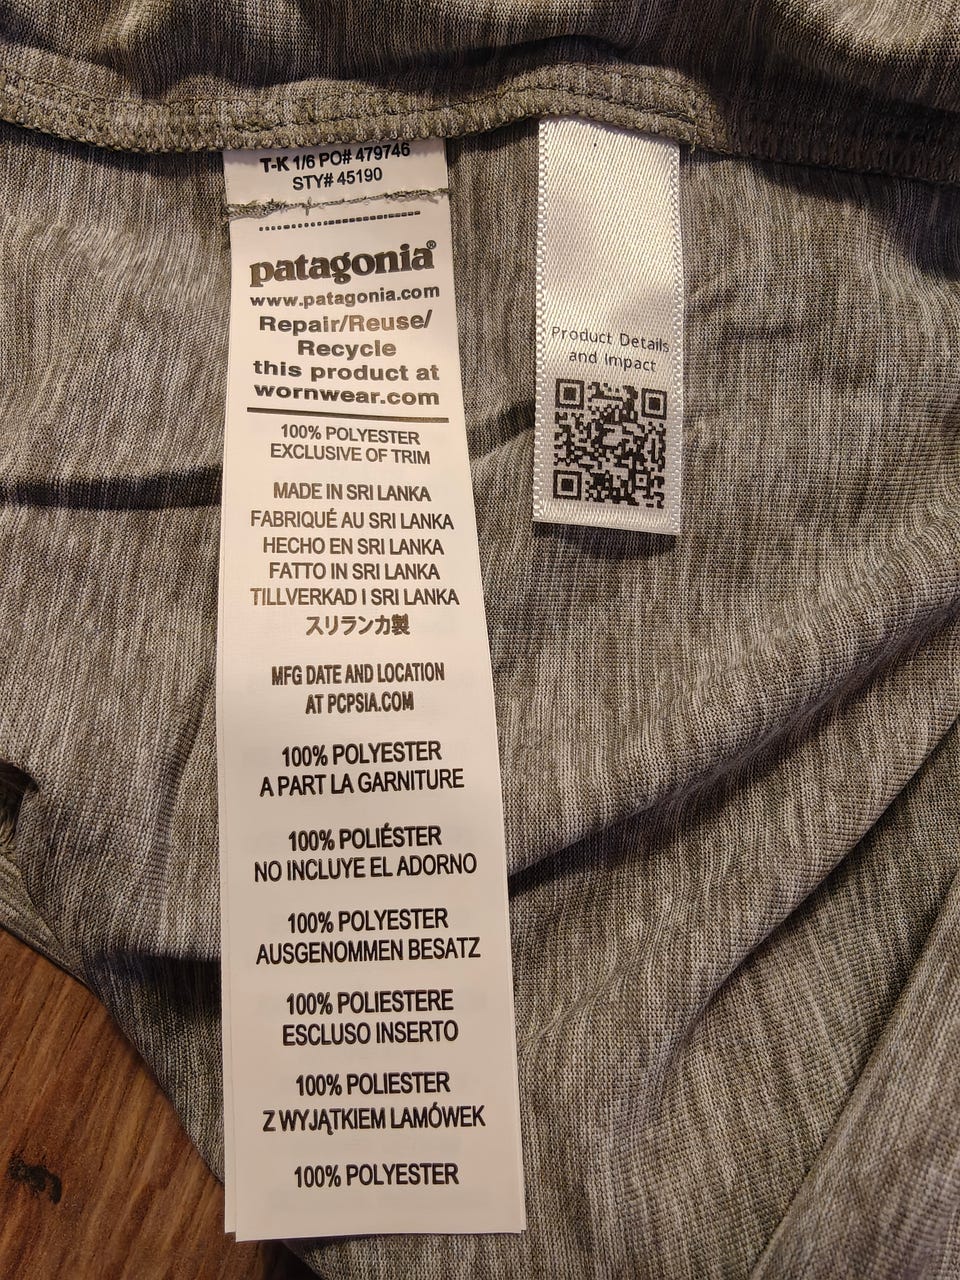 T-K 1/6 PO# 479746
STY# 45190
patagonia®
www.patagonia.com
Repair/Reuse/
Recycle
this product at
wornwear.com
100% POLYESTER
EXCLUSIVE OF TRIM
MADE IN SRI LANKA
FABRIQUÉ AU SRI LANKA
HECHO EN SRI LANKA
FATTO IN SRI LANKA
TILLVERKAD I SRI LANKA
スリランカ製
MFG DATE AND LOCATION
AT PCPSIA.COM
100% POLYESTER
A PART LA GARNITURE
100% POLIÉSTER
NO INCLUYE EL ADORNO
100% POLYESTER
AUSGENOMMEN BESATZ
100% POLIESTERE
ESCLUSO INSERTO
100% POLIESTER
Z WYJĄTKIEM LAMÓWEK
100% POLYESTER
Product Details
and Impact